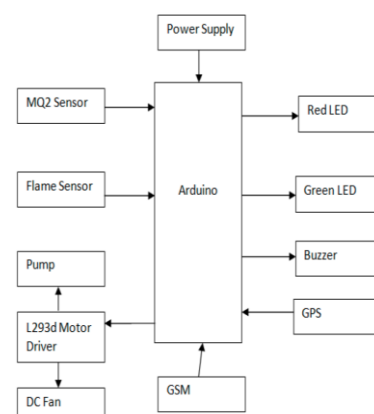 Power Supply
MQ2 Sensor
Red LED
Flame Sensor
Arduino
Green LED
Pump
Buzzer
L293d Motor
Driver
GPS
DC Fan
GSM